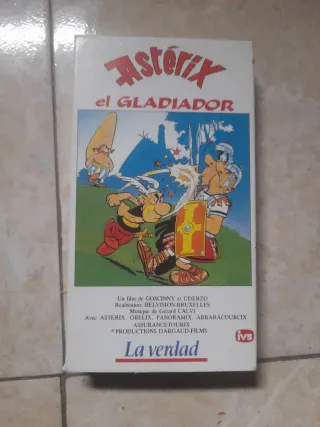 Astérix
el GLADIADOR
Un film de GOSCINNY et UDERZO
Réalisation: BELVISION-BRUXELLES
Musique de Gérard CALVI
Avec: ASTERIX, OBELIX, PANORAMIX, ABRARACOURCIX
ASSURANCETOURIX
© PRODUCTIONS DARGAUD-FILMS
ivs
La verdad